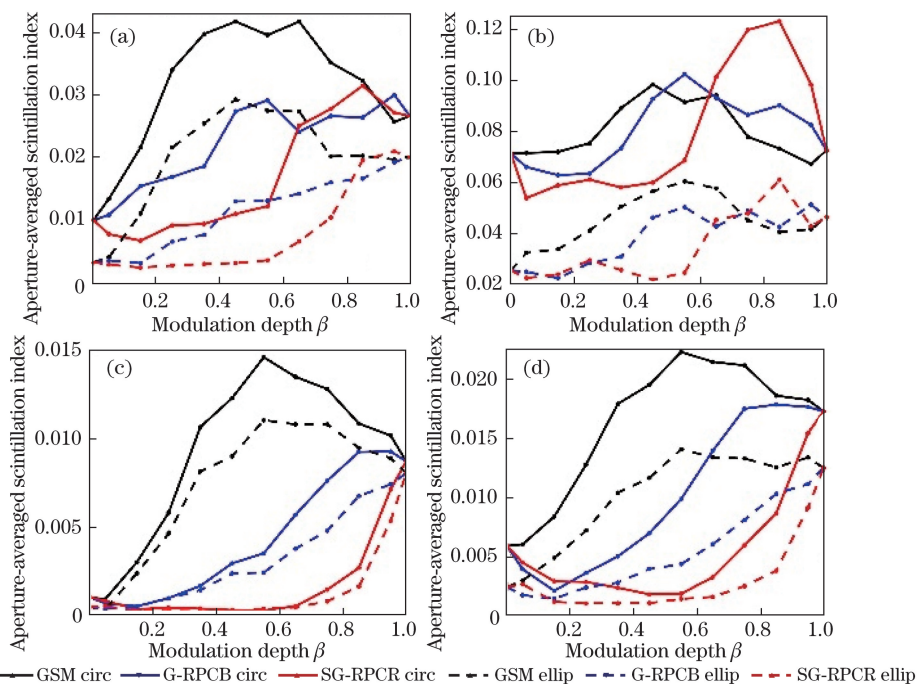 Aperture-averaged scintillation index
(a)
0.04
0.03
0.02
0.01
0
0.2 0.4 0.6 0.8 1.0
Modulation depth β
Aperture-averaged scintillation index
(b)
0.12
0.10
0.08
0.06
0.04
0.02
0 0.2 0.4 0.6 0.8 1.0
Modulation depth β
Aperture-averaged scintillation index
(c)
0.015
0.010
0.005
0
0.2 0.4 0.6 0.8 1.0
Modulation depth β
Aperture-averaged scintillation index
(d)
0.020
0.015
0.010
0.005
0
0.2 0.4 0.6 0.8 1.0
Modulation depth β
GSM circ G-RPCB circ SG-RPCR circ GSM ellip G-RPCB ellip SG-RPCR ellip